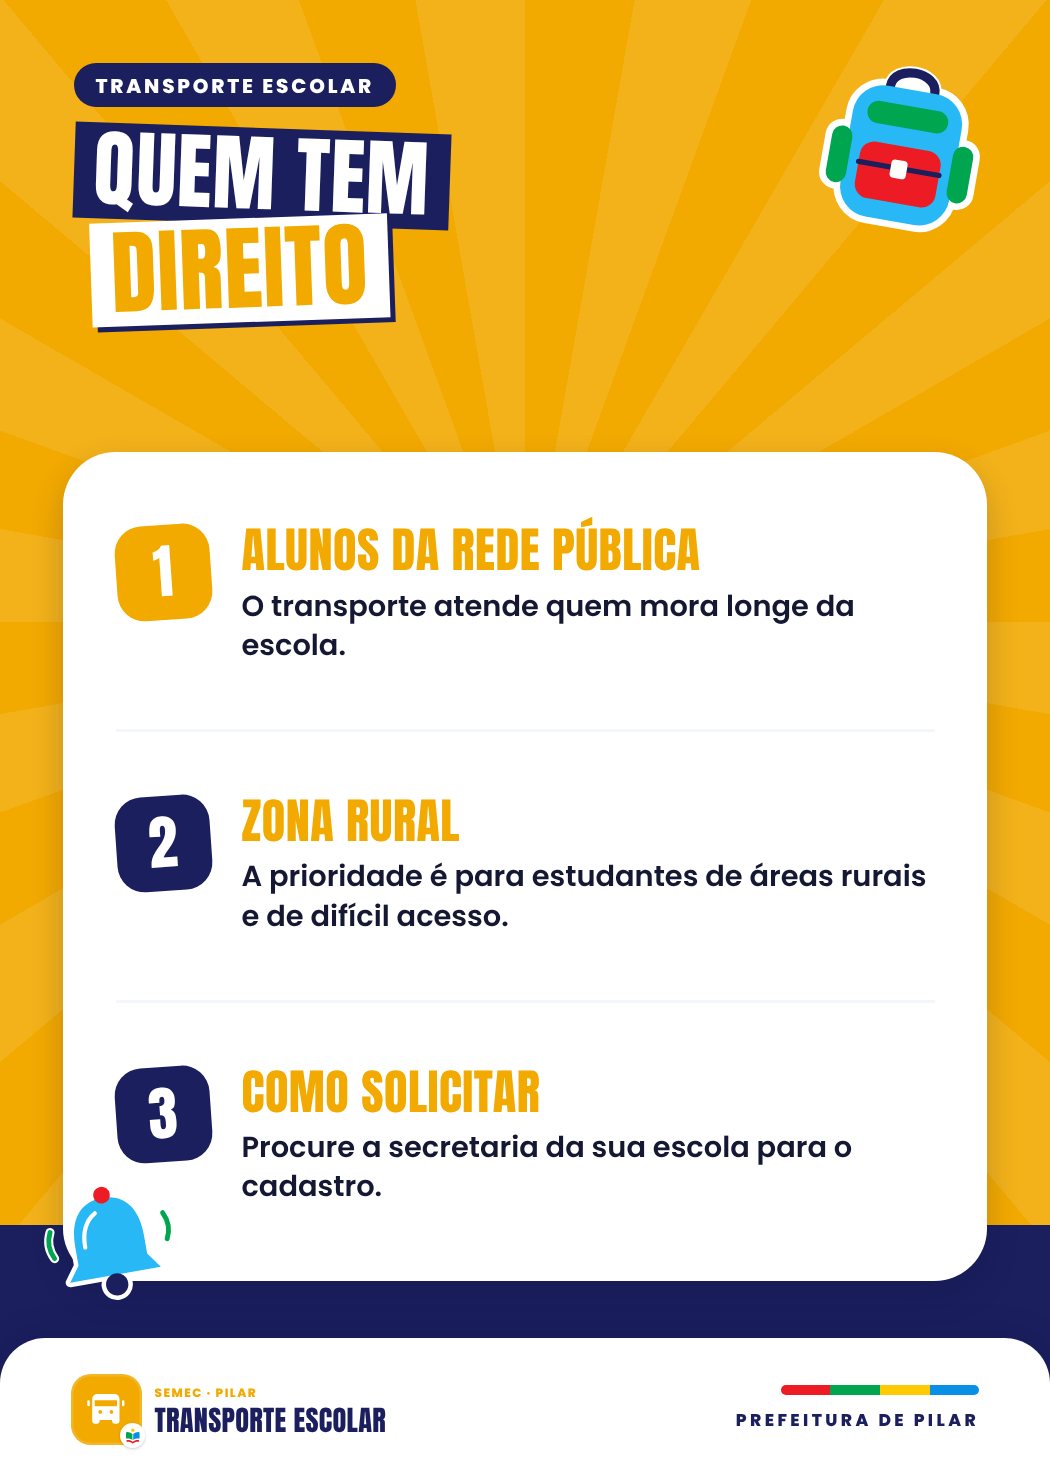 TRANSPORTE ESCOLAR
QUEM TEM
DIREITO
1
ALUNOS DA REDE PÚBLICA
O transporte atende quem mora longe da
escola.
2
ZONA RURAL
A prioridade é para estudantes de áreas rurais
e de difícil acesso.
3
COMO SOLICITAR
Procure a secretaria da sua escola para o
cadastro.
SEMEC · PILAR
TRANSPORTE ESCOLAR
PREFEITURA DE PILAR